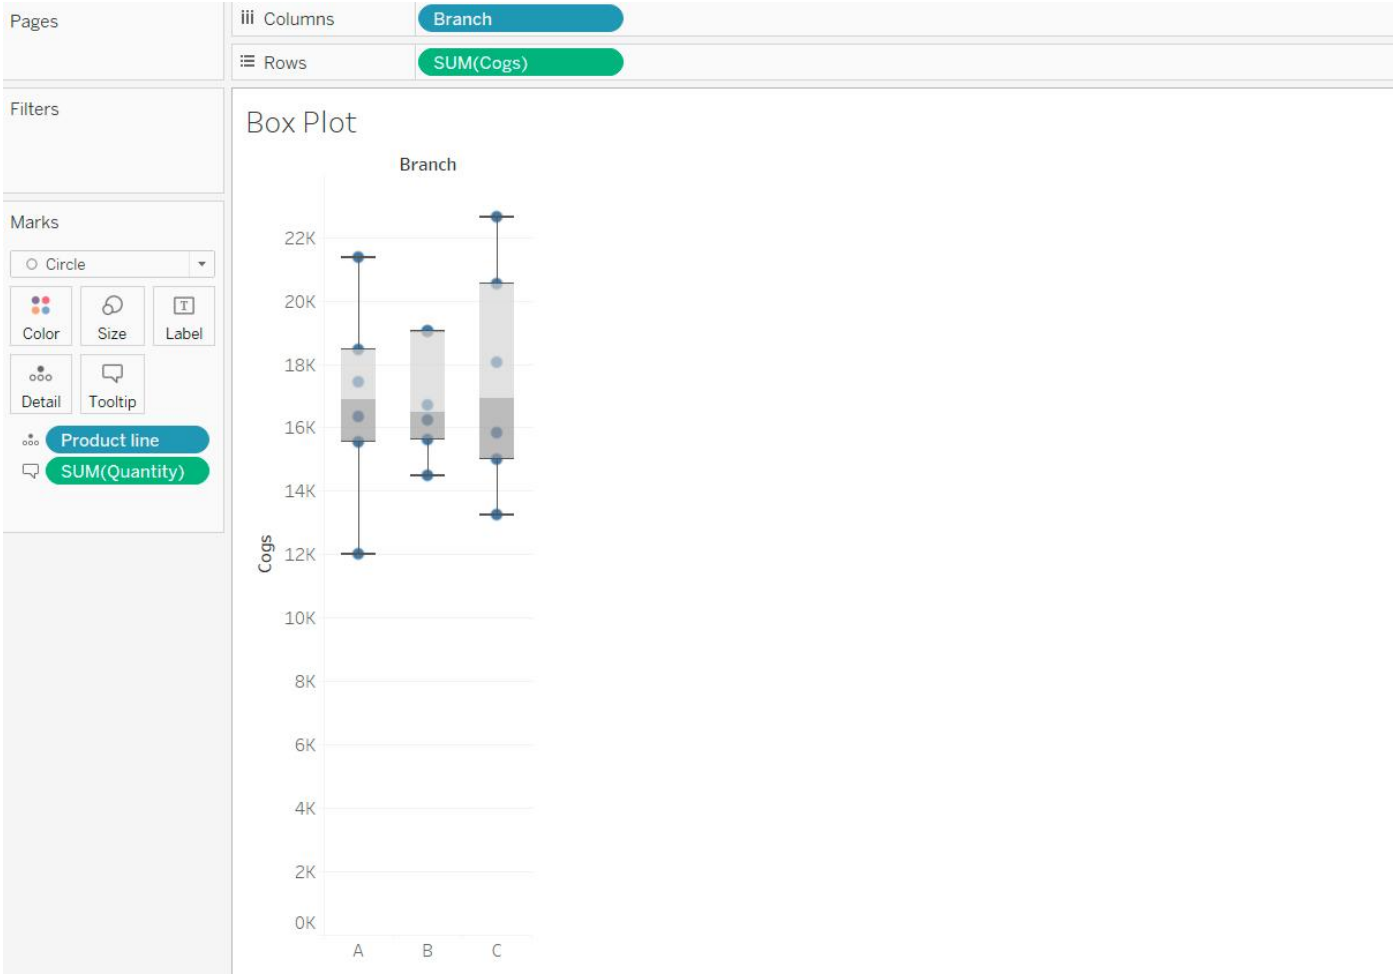 Pages
iii Columns
Branch
Rows
SUM(Cogs)
Filters
Marks
Circle
Color
Size
T
Label
Detail
Tooltip
Product line
SUM(Quantity)
Box Plot
Branch
22K
20K
18K
16K
14K
12K
10K
8K
6K
4K
2K
0K
Cogs
A B C